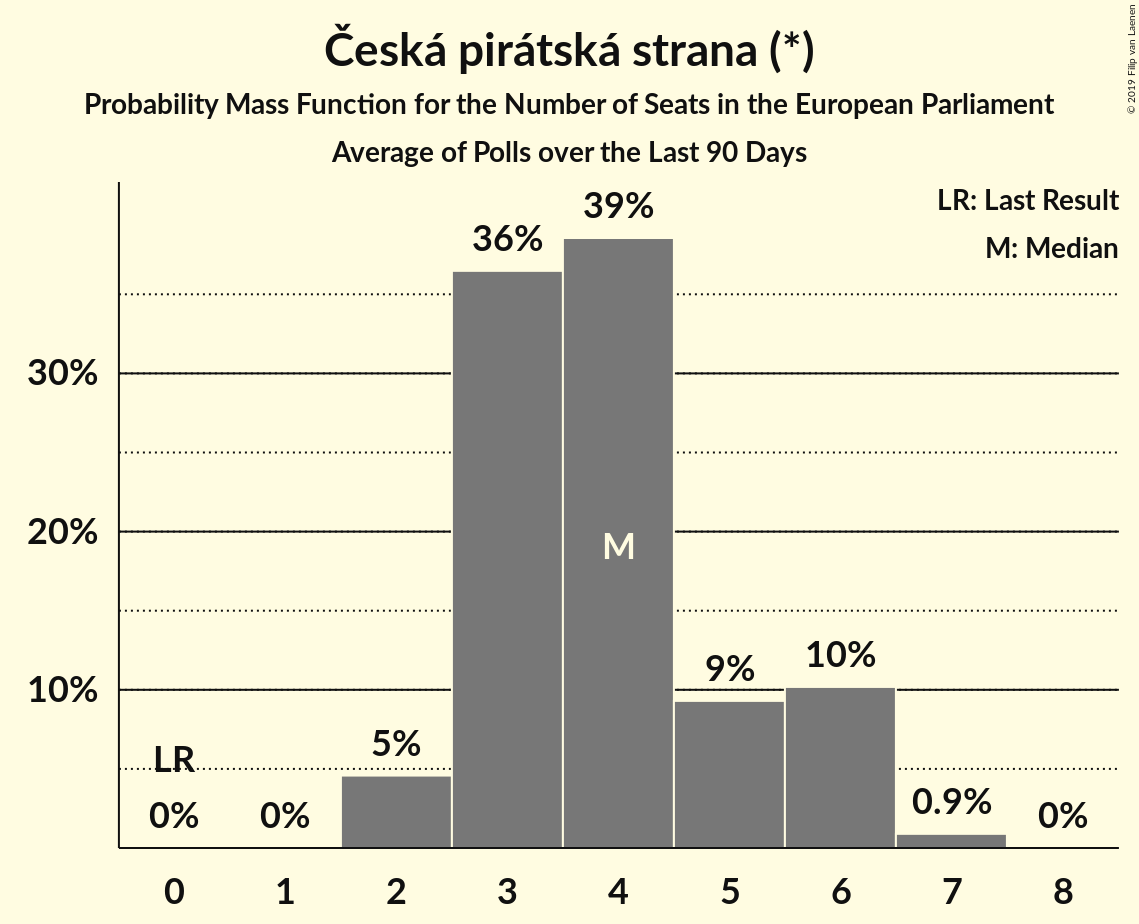 Česká pirátská strana (*)
Probability Mass Function for the Number of Seats in the European Parliament
Average of Polls over the Last 90 Days
© 2019 Filip van Laenen
LR: Last Result
M: Median
39%
36%
30%
M
20%
10%
9%
10%
5%
LR
0%
0%
0.9%
0%
0 1 2 3 4 5 6 7 8